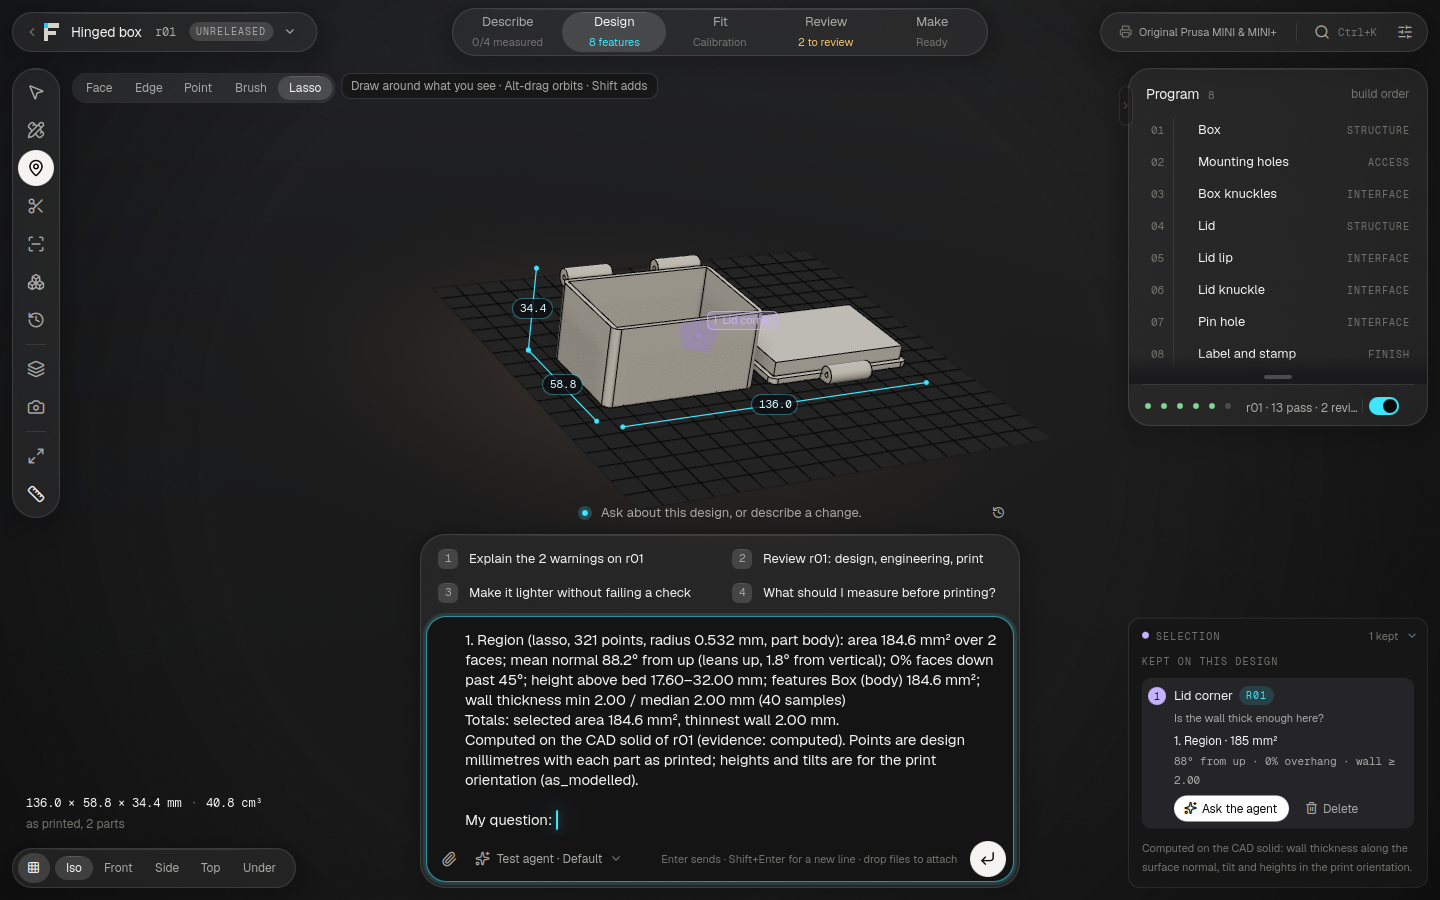 Hinged box r01 UNRELEASED
Describe
0/4 measured
Design
8 features
Fit
Calibration
Review
2 to review
Make
Ready
Original Prusa MINI & MINI+
Ctrl+K
Face Edge Point Brush Lasso
Draw around what you see · Alt-drag orbits · Shift adds
Program 8 build order
01 Box STRUCTURE
02 Mounting holes ACCESS
03 Box knuckles INTERFACE
04 Lid STRUCTURE
05 Lid lip INTERFACE
06 Lid knuckle INTERFACE
07 Pin hole INTERFACE
08 Label and stamp FINISH
r01 · 13 pass · 2 revi...
34.4
58.8
136.0
1 Lid corner
Ask about this design, or describe a change.
1 Explain the 2 warnings on r01
2 Review r01: design, engineering, print
3 Make it lighter without failing a check
4 What should I measure before printing?
1. Region (lasso, 321 points, radius 0.532 mm, part body): area 184.6 mm² over 2
faces; mean normal 88.2° from up (leans up, 1.8° from vertical); 0% faces down
past 45°; height above bed 17.60–32.00 mm; features Box (body) 184.6 mm²;
wall thickness min 2.00 / median 2.00 mm (40 samples)
Totals: selected area 184.6 mm², thinnest wall 2.00 mm.
Computed on the CAD solid of r01 (evidence: computed). Points are design
millimetres with each part as printed; heights and tilts are for the print
orientation (as_modelled).
My question:
Test agent · Default
Enter sends · Shift+Enter for a new line · drop files to attach
SELECTION 1 kept
KEPT ON THIS DESIGN
1 Lid corner R01
Is the wall thick enough here?
1. Region · 185 mm²
88° from up · 0% overhang · wall ≥
2.00
Ask the agent Delete
Computed on the CAD solid: wall thickness along the
surface normal, tilt and heights in the print orientation.
136.0 × 58.8 × 34.4 mm · 40.8 cm³
as printed, 2 parts
Iso Front Side Top Under